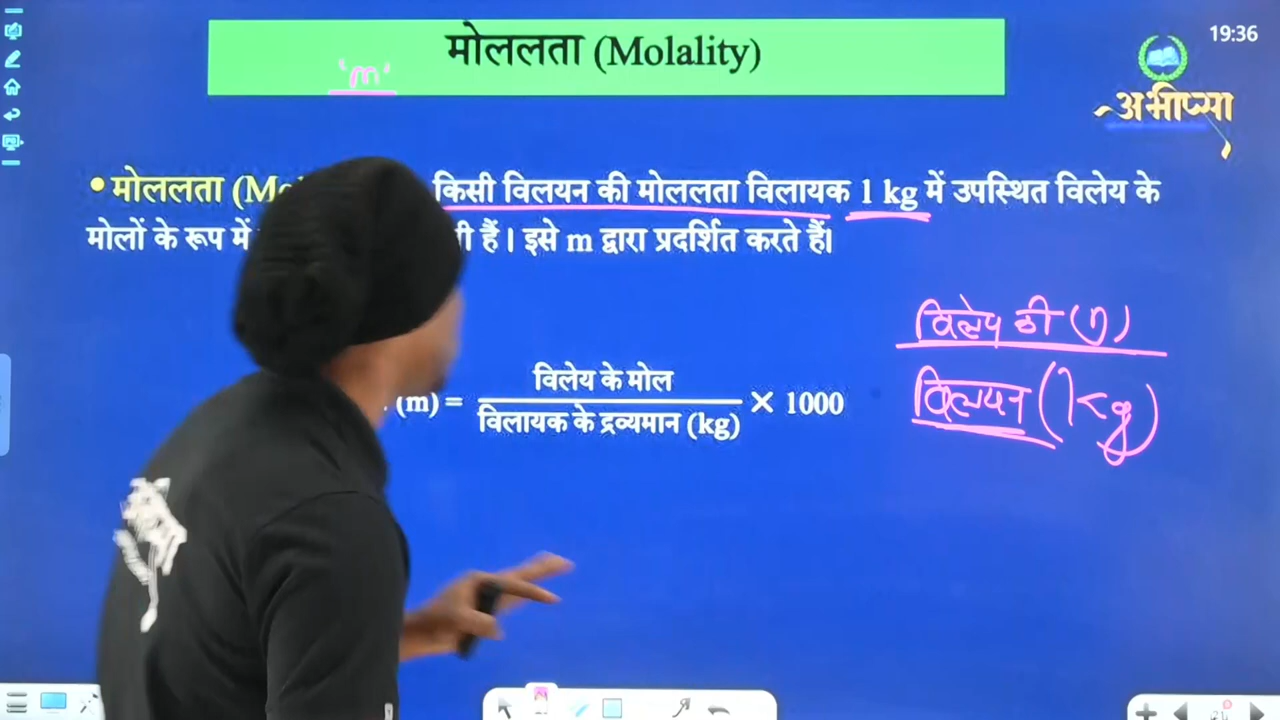 मोललता (Molality)
'm'
19:36
अभीप्सा
• मोललता (Mo किसी विलयन की मोललता विलायक 1 kg में उपस्थित विलेय के
मोलों के रूप में ती हैं। इसे m द्वारा प्रदर्शित करते हैं।
विलेय की (n)
विलयन (kg)
(m) = विलेय के मोल
विलायक के द्रव्यमान (kg) × 1000